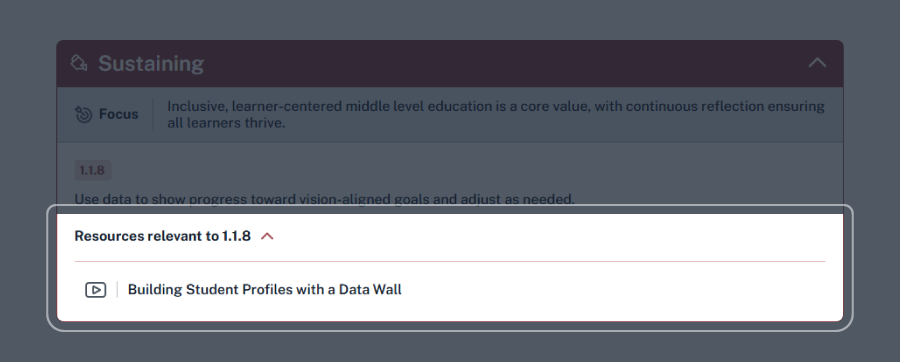 Sustaining
Focus
Inclusive, learner-centered middle level education is a core value, with continuous reflection ensuring
all learners thrive.
1.1.8
Use data to show progress toward vision-aligned goals and adjust as needed.
Resources relevant to 1.1.8
Building Student Profiles with a Data Wall